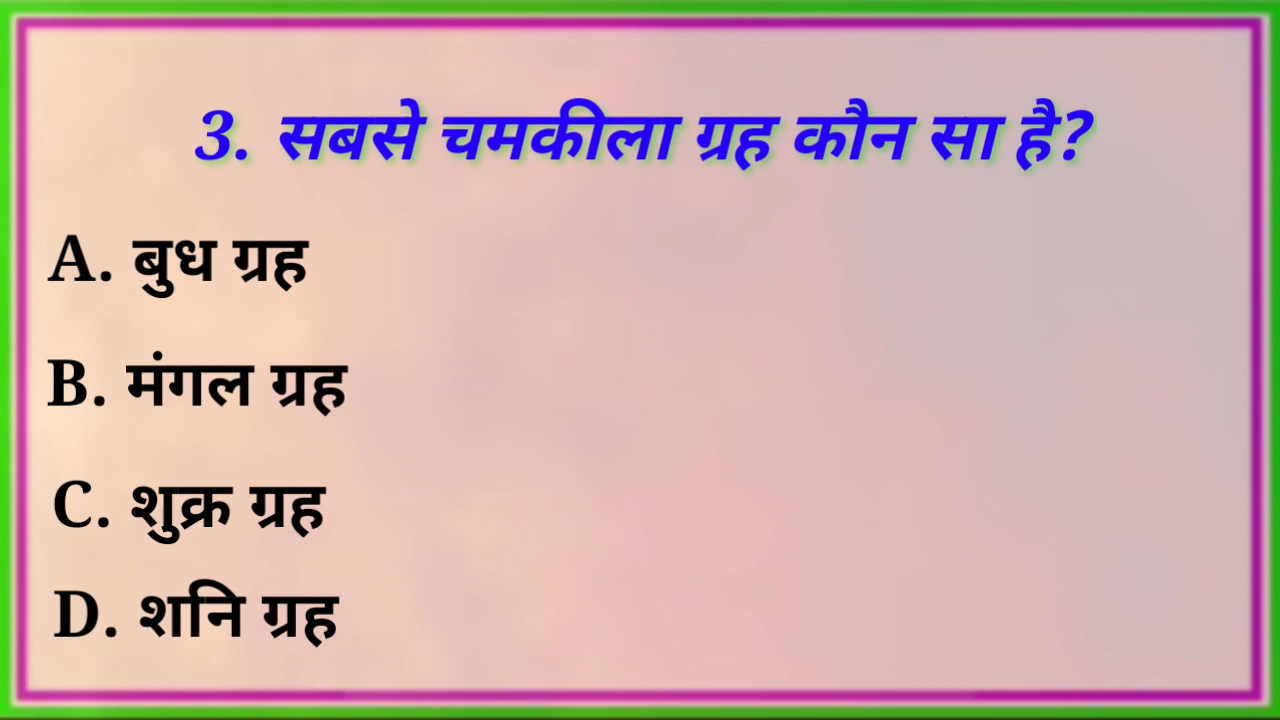 3. सबसे चमकीला ग्रह कौन सा है?
A. बुध ग्रह
B. मंगल ग्रह
C. शुक्र ग्रह
D. शनि ग्रह